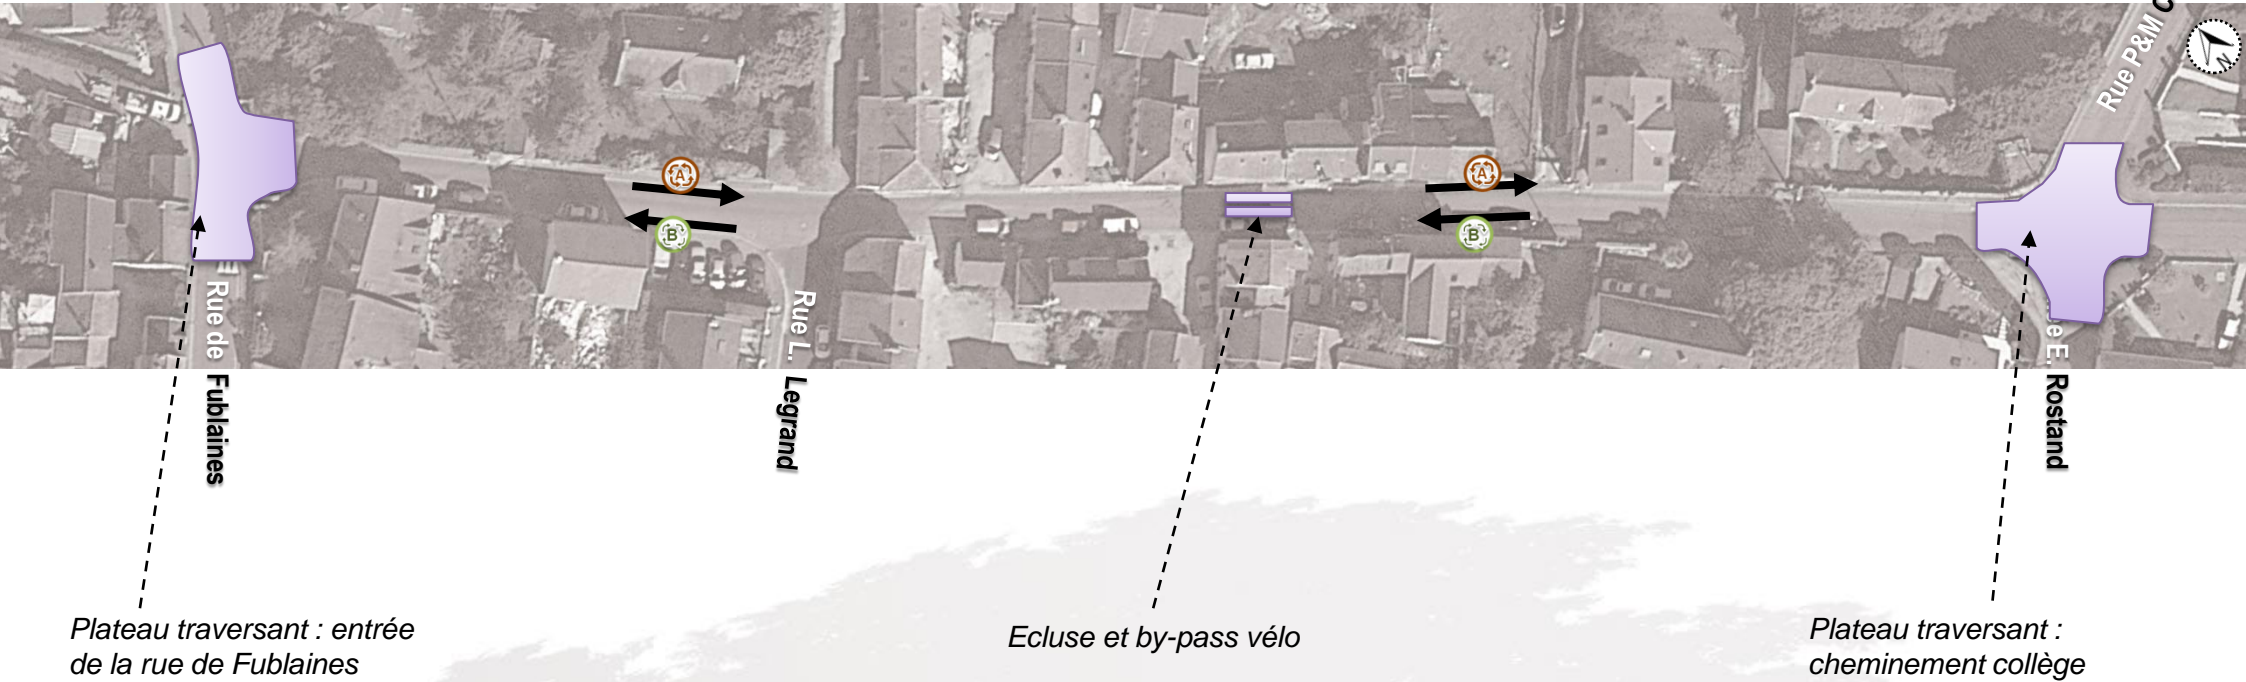 Rue P&M C
N
A
A
B
B
Rue de Fublaines
Rue L. Legrand
e E. Rostand
Plateau traversant : entrée
de la rue de Fublaines
Ecluse et by-pass vélo
Plateau traversant :
cheminement collège